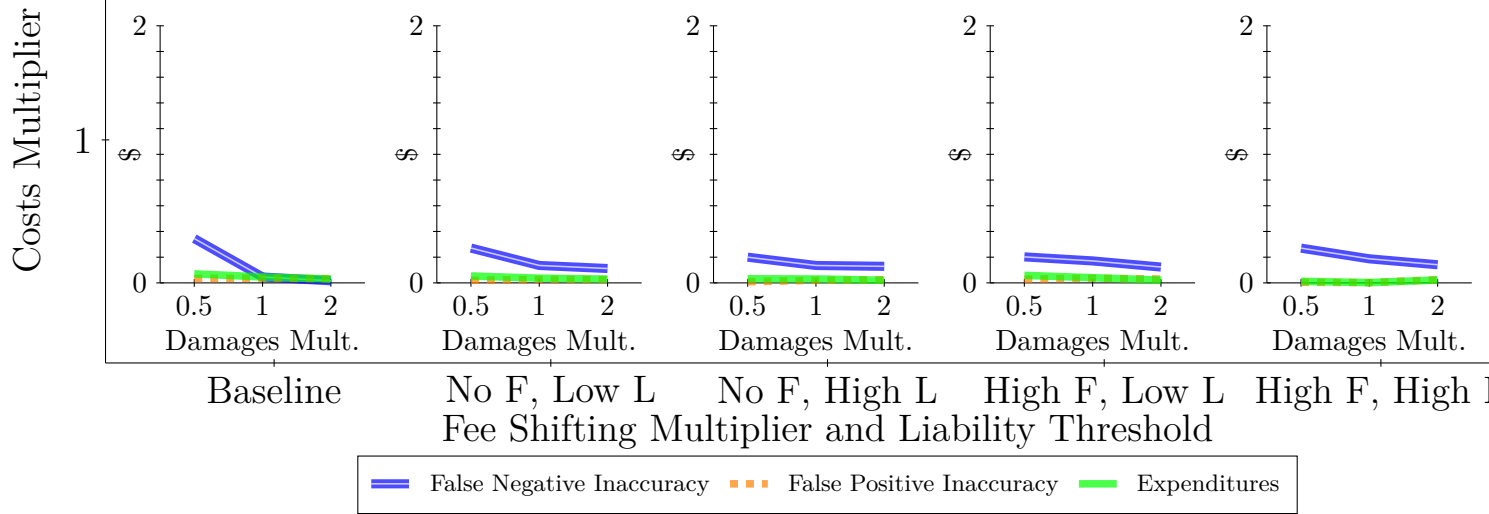 Costs Multiplier
1
2
0
$
0.5 1 2
Damages Mult.
2
0
$
0.5 1 2
Damages Mult.
2
0
$
0.5 1 2
Damages Mult.
2
0
$
0.5 1 2
Damages Mult.
2
0
$
0.5 1 2
Damages Mult.
Baseline
No F, Low L
No F, High L
High F, Low L
High F, High
Fee Shifting Multiplier and Liability Threshold
False Negative Inaccuracy False Positive Inaccuracy Expenditures